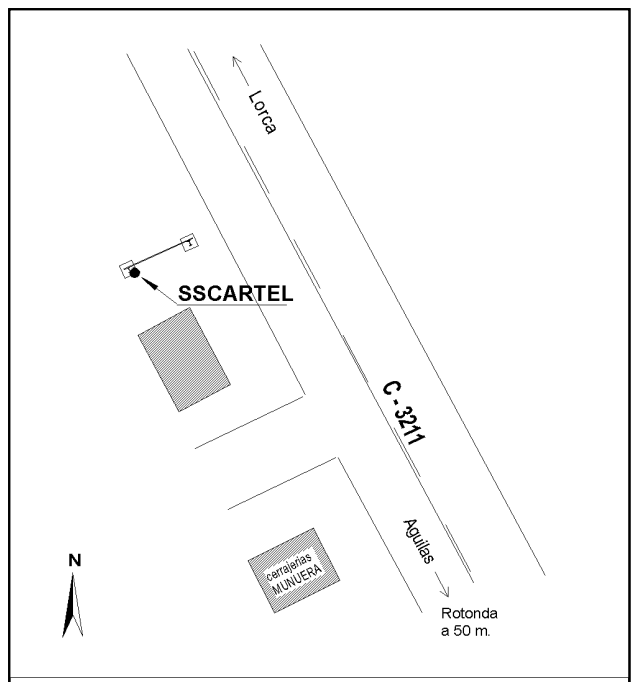 Lorca
SSCARTEL
C - 3211
Aguilas
cerrajerias
MUNUERA
N
Rotonda
a 50 m.